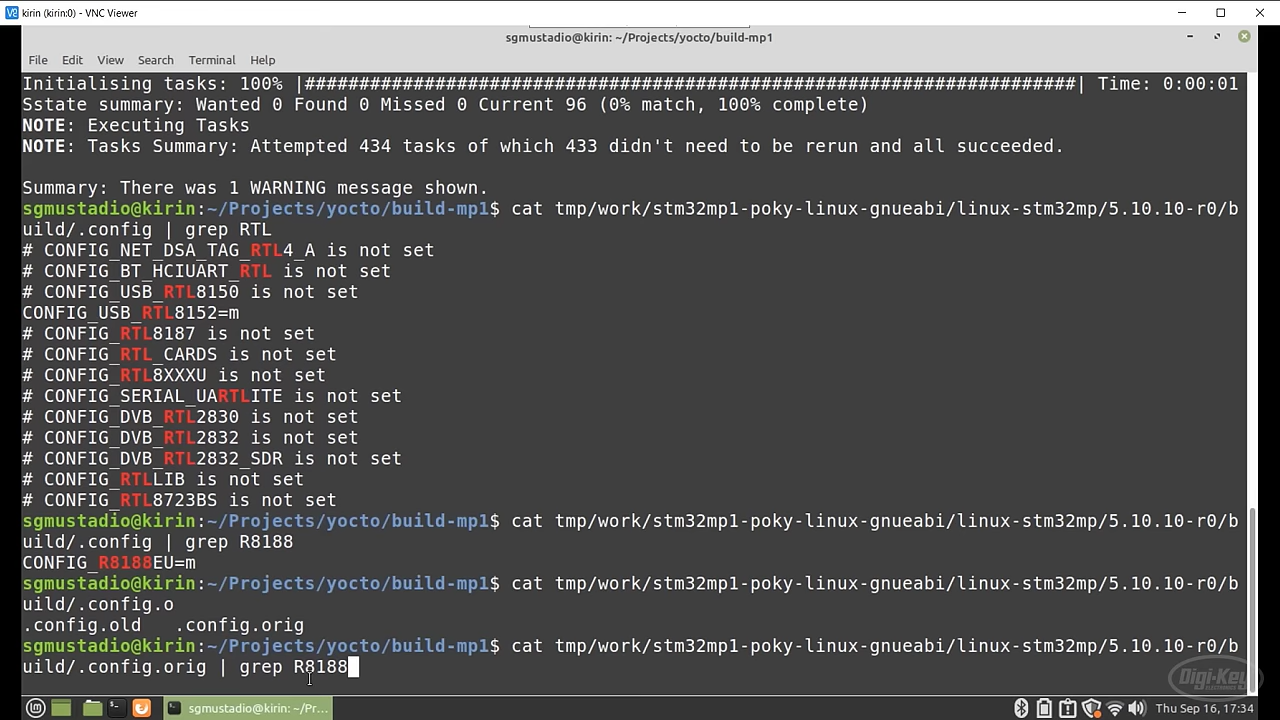 kirin (kirin:0) - VNC Viewer
sgmustadio@kirin: ~/Projects/yocto/build-mp1
File Edit View Search Terminal Help
Initialising tasks: 100% |#######################################################################| Time: 0:00:01
Sstate summary: Wanted 0 Found 0 Missed 0 Current 96 (0% match, 100% complete)
NOTE: Executing Tasks
NOTE: Tasks Summary: Attempted 434 tasks of which 433 didn't need to be rerun and all succeeded.
Summary: There was 1 WARNING message shown.
sgmustadio@kirin:~/Projects/yocto/build-mp1$ cat tmp/work/stm32mp1-poky-linux-gnueabi/linux-stm32mp/5.10.10-r0/b
uild/.config | grep RTL
# CONFIG_NET_DSA_TAG_RTL4_A is not set
# CONFIG_BT_HCIUART_RTL is not set
# CONFIG_USB_RTL8150 is not set
CONFIG_USB_RTL8152=m
# CONFIG_RTL8187 is not set
# CONFIG_RTL_CARDS is not set
# CONFIG_RTL8XXXU is not set
# CONFIG_SERIAL_UARTLITE is not set
# CONFIG_DVB_RTL2830 is not set
# CONFIG_DVB_RTL2832 is not set
# CONFIG_DVB_RTL2832_SDR is not set
# CONFIG_RTLLIB is not set
# CONFIG_RTL8723BS is not set
sgmustadio@kirin:~/Projects/yocto/build-mp1$ cat tmp/work/stm32mp1-poky-linux-gnueabi/linux-stm32mp/5.10.10-r0/b
uild/.config | grep R8188
CONFIG_R8188EU=m
sgmustadio@kirin:~/Projects/yocto/build-mp1$ cat tmp/work/stm32mp1-poky-linux-gnueabi/linux-stm32mp/5.10.10-r0/b
uild/.config.o
.config.old .config.orig
sgmustadio@kirin:~/Projects/yocto/build-mp1$ cat tmp/work/stm32mp1-poky-linux-gnueabi/linux-stm32mp/5.10.10-r0/b
uild/.config.orig | grep R8188
Digi-Key
ELECTRONICS
sgmustadio@kirin: ~/Pr...
Thu Sep 16, 17:34